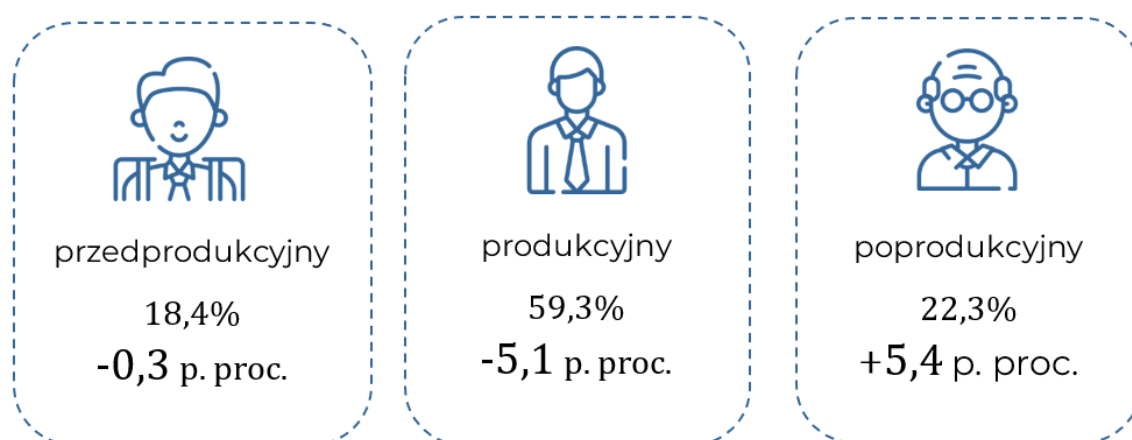 przedprodukcyjny
18,4%
-0,3 p. proc.
produkcyjny
59,3%
-5,1 p. proc.
poprodukcyjny
22,3%
+5,4 p. proc.